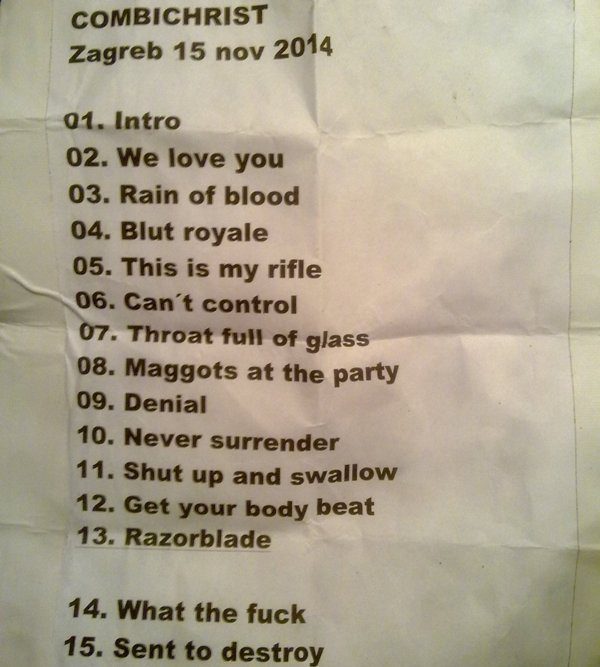 COMBICHRIST
Zagreb 15 nov 2014
01. Intro
02. We love you
03. Rain of blood
04. Blut royale
05. This is my rifle
06. Can´t control
07. Throat full of glass
08. Maggots at the party
09. Denial
10. Never surrender
11. Shut up and swallow
12. Get your body beat
13. Razorblade
14. What the fuck
15. Sent to destroy